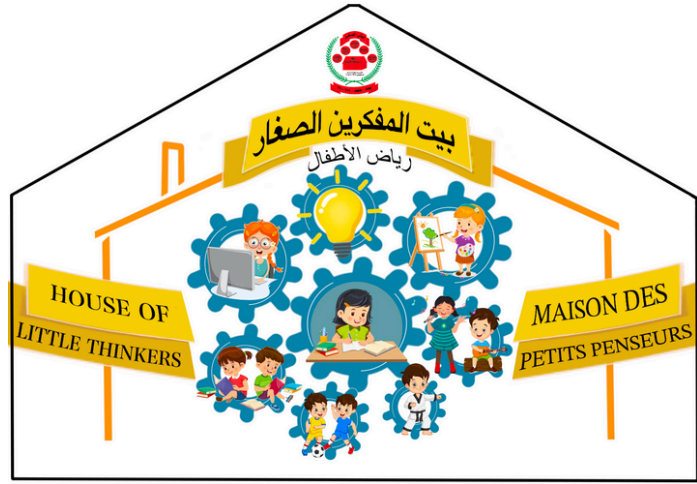 بيت المفكرين الصغار
رياض الأطفال
HOUSE OF
LITTLE THINKERS
MAISON DES
PETITS PENSEURS